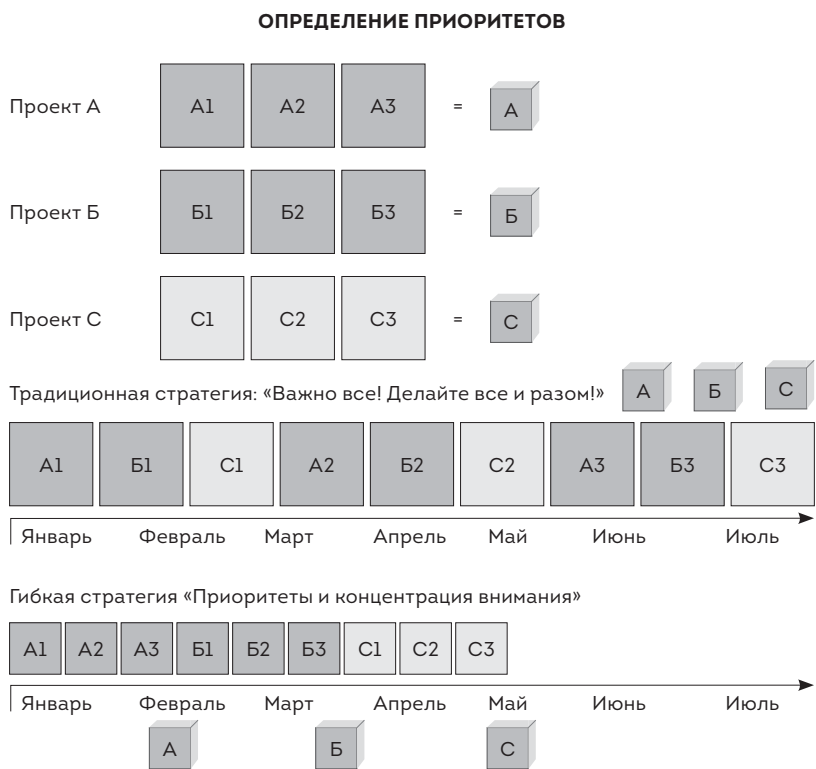 ОПРЕДЕЛЕНИЕ ПРИОРИТЕТОВ
Проект А А1 А2 А3 = А
Проект Б Б1 Б2 Б3 = Б
Проект С С1 С2 С3 = С
Традиционная стратегия: «Важно все! Делайте все и разом!» А Б С
А1 Б1 С1 А2 Б2 С2 А3 Б3 С3
Январь Февраль Март Апрель Май Июнь Июль
Гибкая стратегия «Приоритеты и концентрация внимания»
А1 А2 А3 Б1 Б2 Б3 С1 С2 С3
Январь Февраль Март Апрель Май Июнь Июль
А Б С